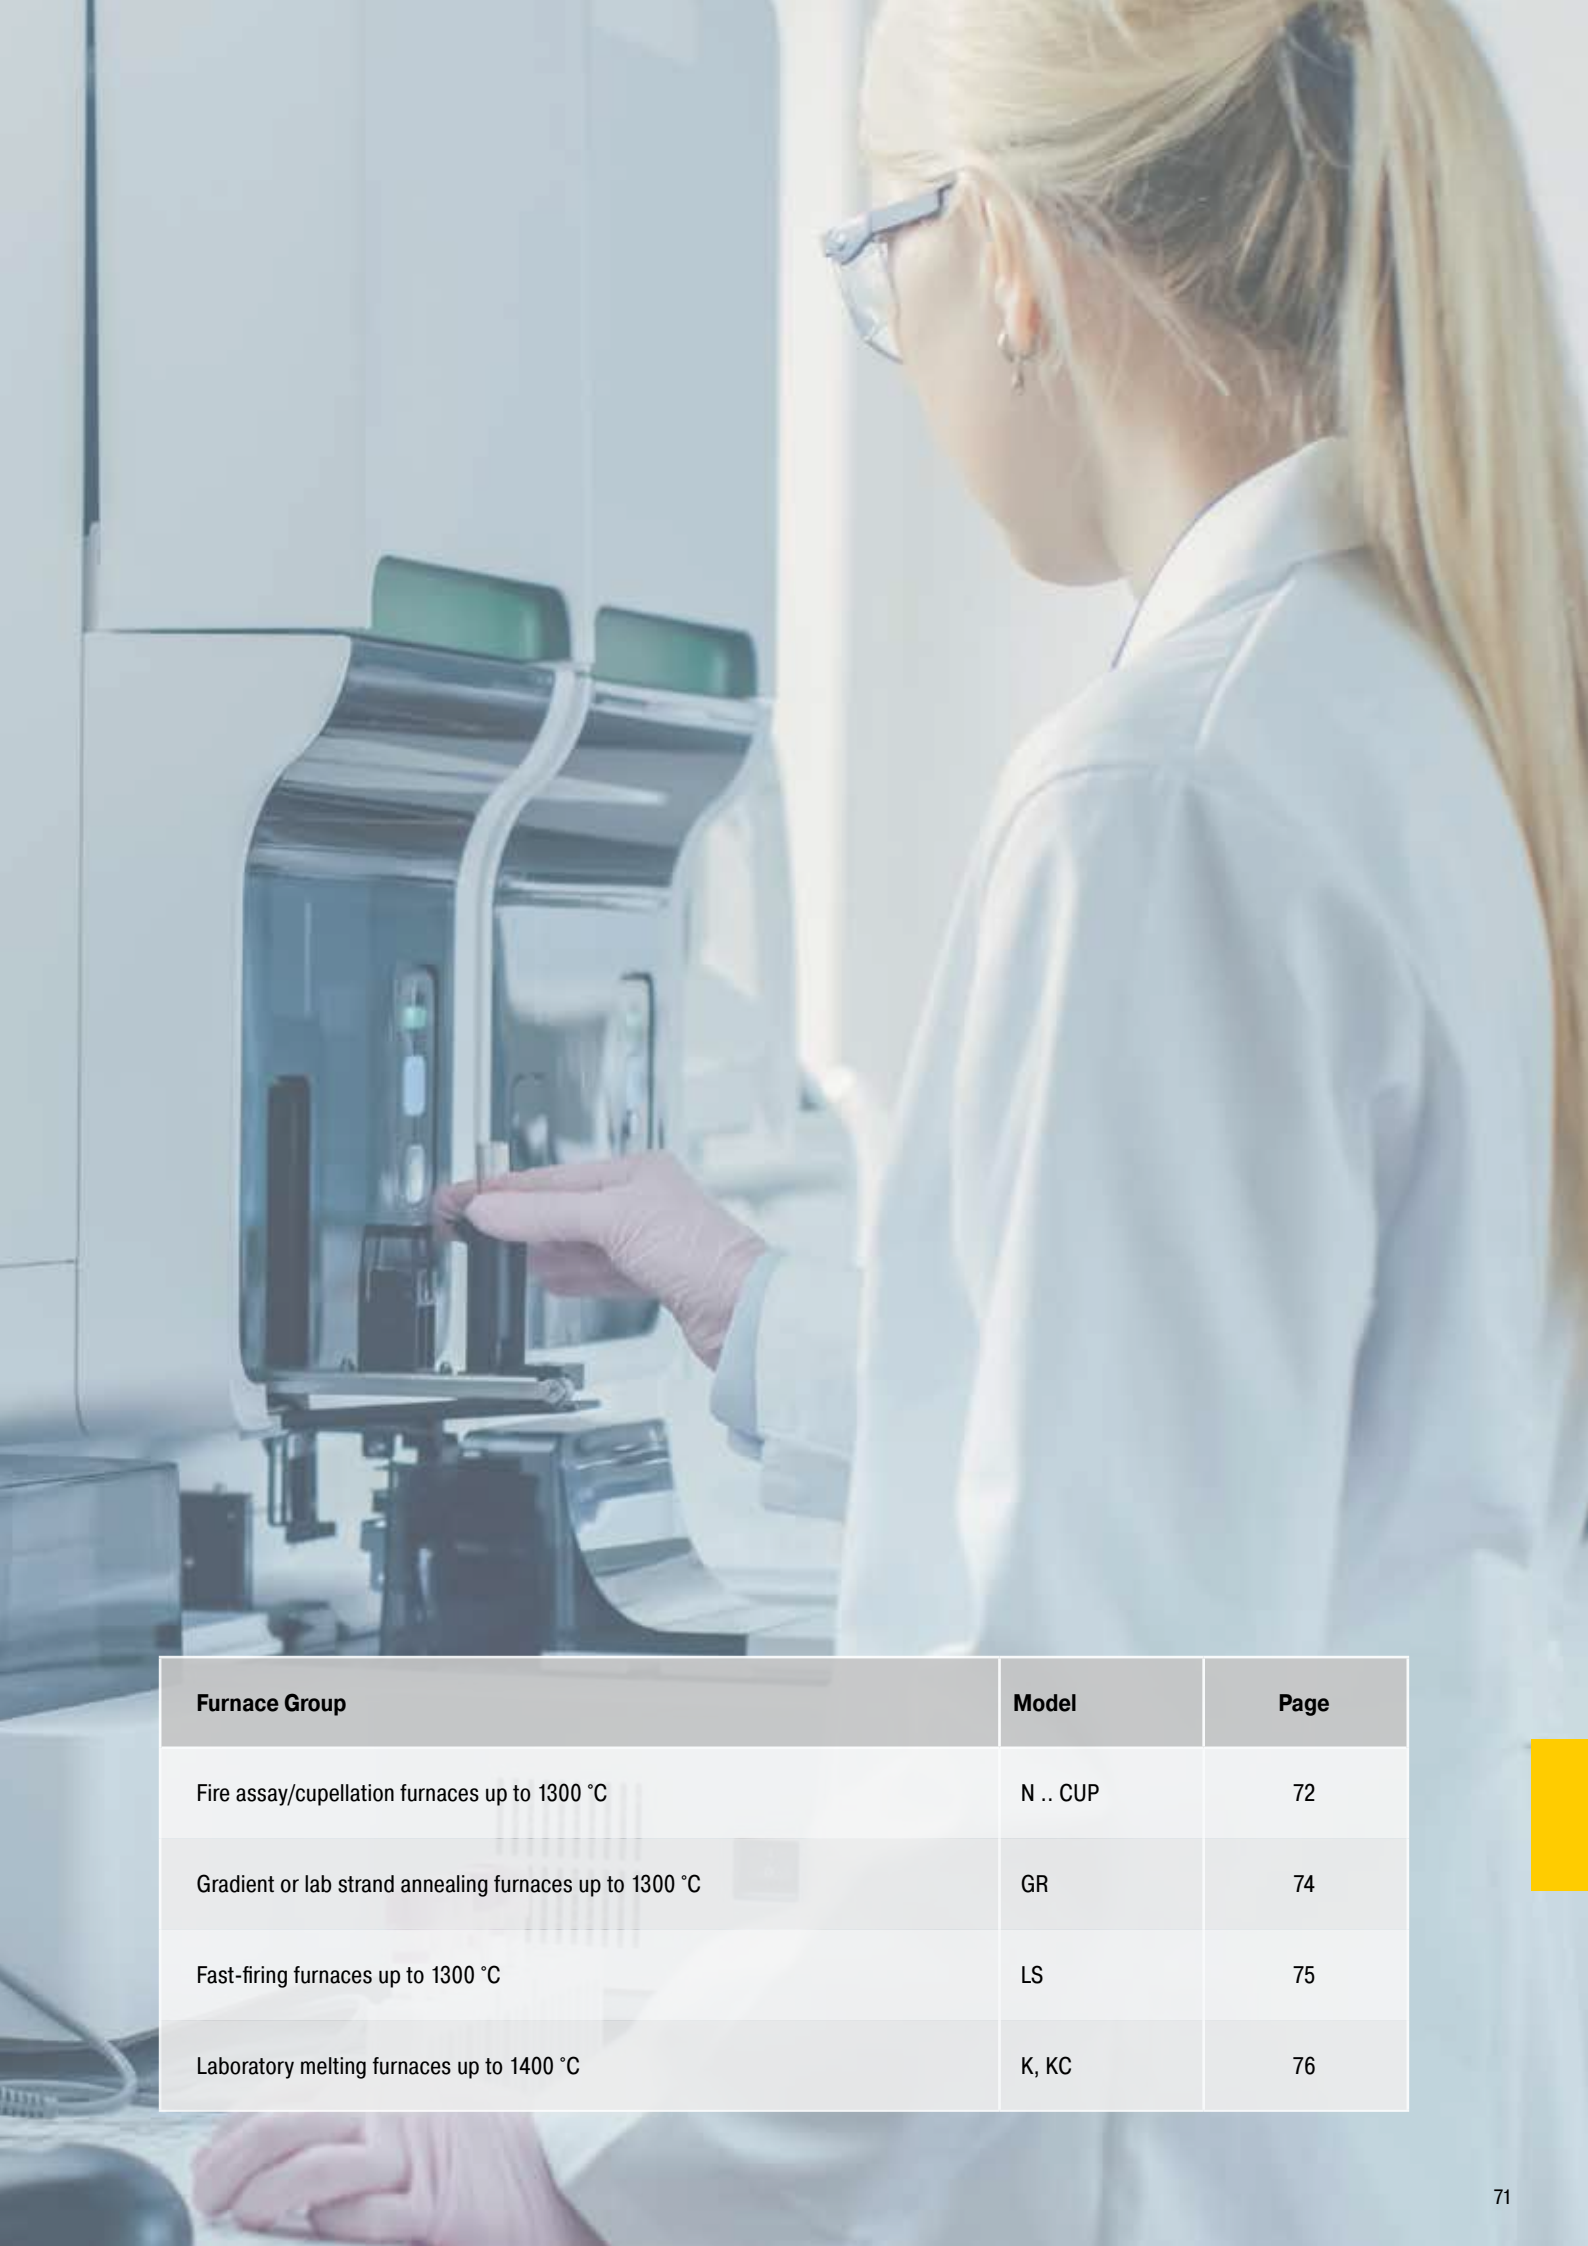 Furnace Group Model Page
Fire assay/cupellation furnaces up to 1300 °C N .. CUP 72
Gradient or lab strand annealing furnaces up to 1300 °C GR 74
Fast-firing furnaces up to 1300 °C LS 75
Laboratory melting furnaces up to 1400 °C K, KC 76
71